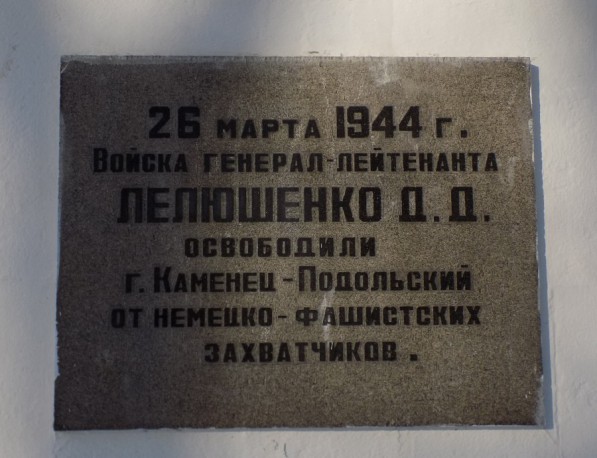 26 МАРТА 1944 Г.
ВОЙСКА ГЕНЕРАЛ-ЛЕЙТЕНАНТА
ЛЕЛЮШЕНКО Д.Д.
ОСВОБОДИЛИ
Г. КАМЕНЕЦ-ПОДОЛЬСКИЙ
ОТ НЕМЕЦКО-ФАШИСТСКИХ
ЗАХВАТЧИКОВ.